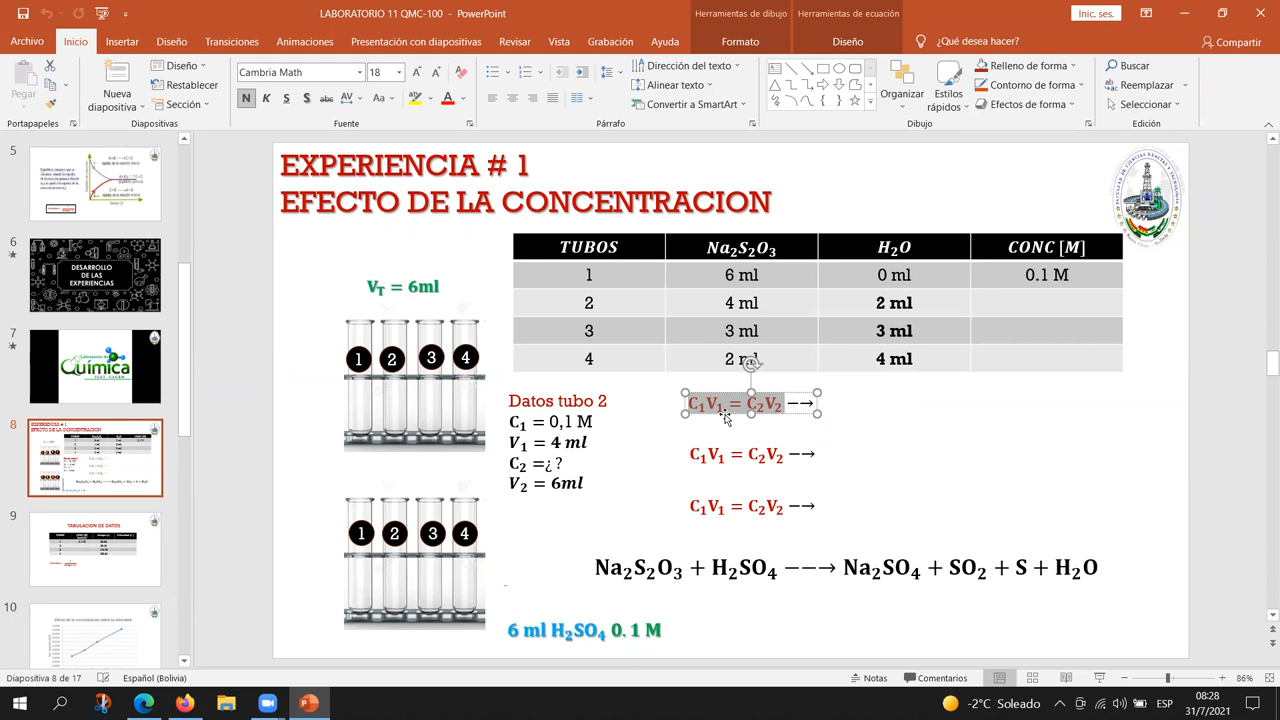 LABORATORIO 11 QMC-100 - PowerPoint
Herramientas de dibujo
Herramientas de ecuación
Inic. ses.
Archivo
Inicio
Insertar
Diseño
Transiciones
Animaciones
Presentación con diapositivas
Revisar
Vista
Grabación
Ayuda
Formato
Diseño
¿Qué desea hacer?
Compartir
Pegar
Nueva
diapositiva
Diseño
Restablecer
Sección
Cambria Math
18
N K S S abc AV Aa A
Dirección del texto
Alinear texto
Convertir a SmartArt
Organizar
Estilos
rápidos
Relleno de forma
Contorno de forma
Efectos de forma
Buscar
Reemplazar
Seleccionar
Portapapeles
Diapositivas
Fuente
Párrafo
Dibujo
Edición
5
6
DESARROLLO
DE LAS
EXPERIENCIAS
7
Química
8
9
TABULACION DE DATOS
10
EXPERIENCIA # 1
EFECTO DE LA CONCENTRACION
TUBOS Na₂S₂O₃ H₂O CONC [M]
1 6 ml 0 ml 0.1 M
2 4 ml 2 ml
3 3 ml 3 ml
4 2 ml 4 ml
V_T = 6ml
1 2 3 4
Datos tubo 2
C₁ = 0,1 M
V₁ = 4 ml
C₂ =¿ ?
V₂ = 6ml
C₁V₁ = C₂V₂ −→
C₁V₁ = C₂V₂ −→
C₁V₁ = C₂V₂ −→
1 2 3 4
Na₂S₂O₃ + H₂SO₄ −−→ Na₂SO₄ + SO₂ + S + H₂O
6 ml H₂SO₄ 0.1 M
Diapositiva 8 de 17
Español (Bolivia)
Notas
Comentarios
86%
-2°C Soleado
ESP
08:28
31/7/2021